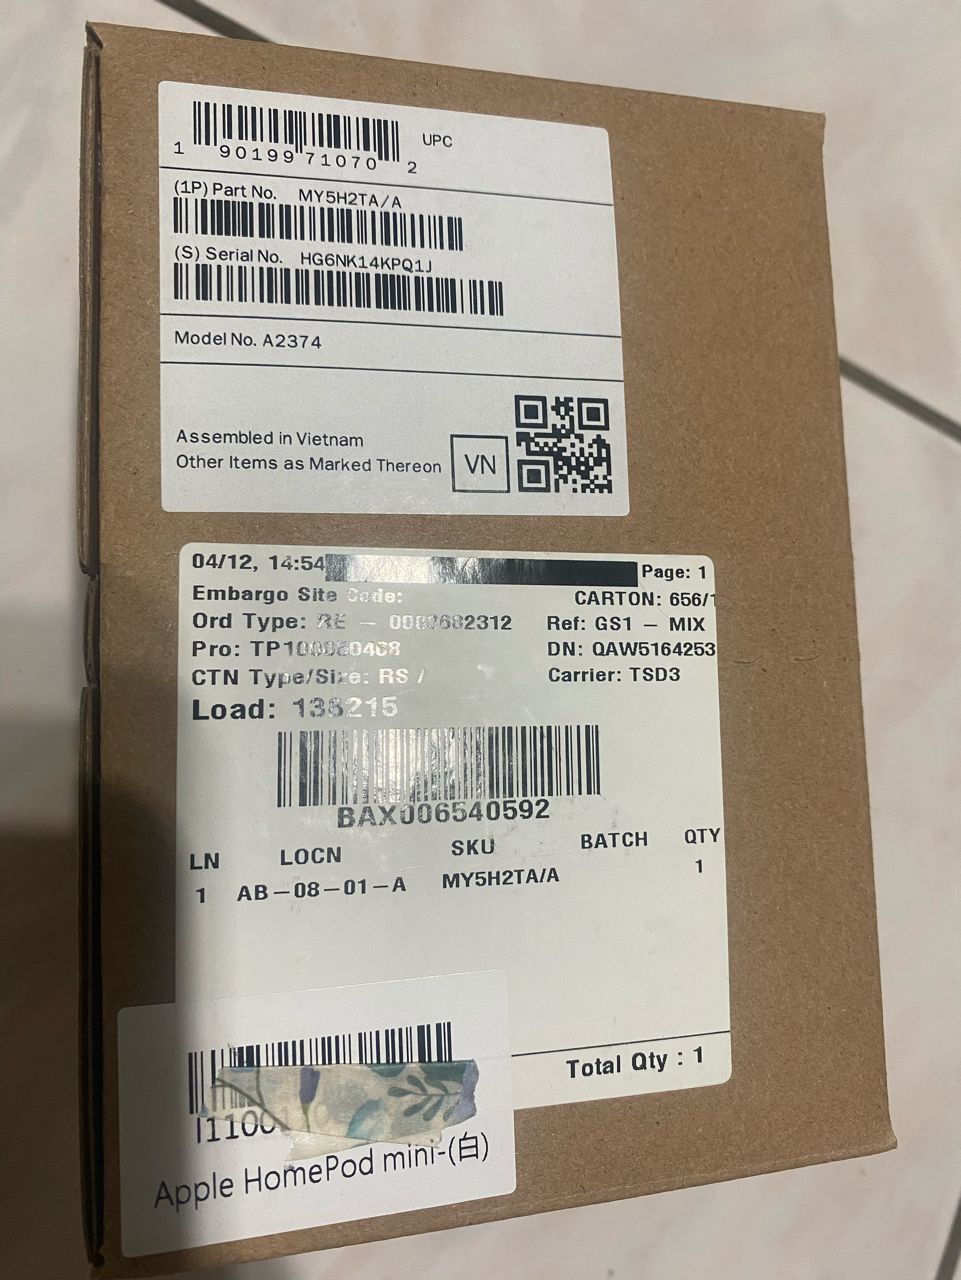 UPC
1 90199 71070 2
(1P) Part No. MY5H2TA/A
(S) Serial No. HG6NK14KPQ1J
Model No. A2374
Assembled in Vietnam
Other Items as Marked Thereon
VN
04/12, 14:54 Page: 1
Embargo Site Code: CARTON: 656/1
Ord Type: RE - 0000682312 Ref: GS1 - MIX
Pro: DN: QAW5164253
CTN Type/Size: RS / Carrier: TSD3
Load: 138215
BAX006540592
LN LOCN SKU BATCH QTY
1 AB-08-01-A MY5H2TA/A 1
Total Qty : 1
Apple HomePod mini-(白)